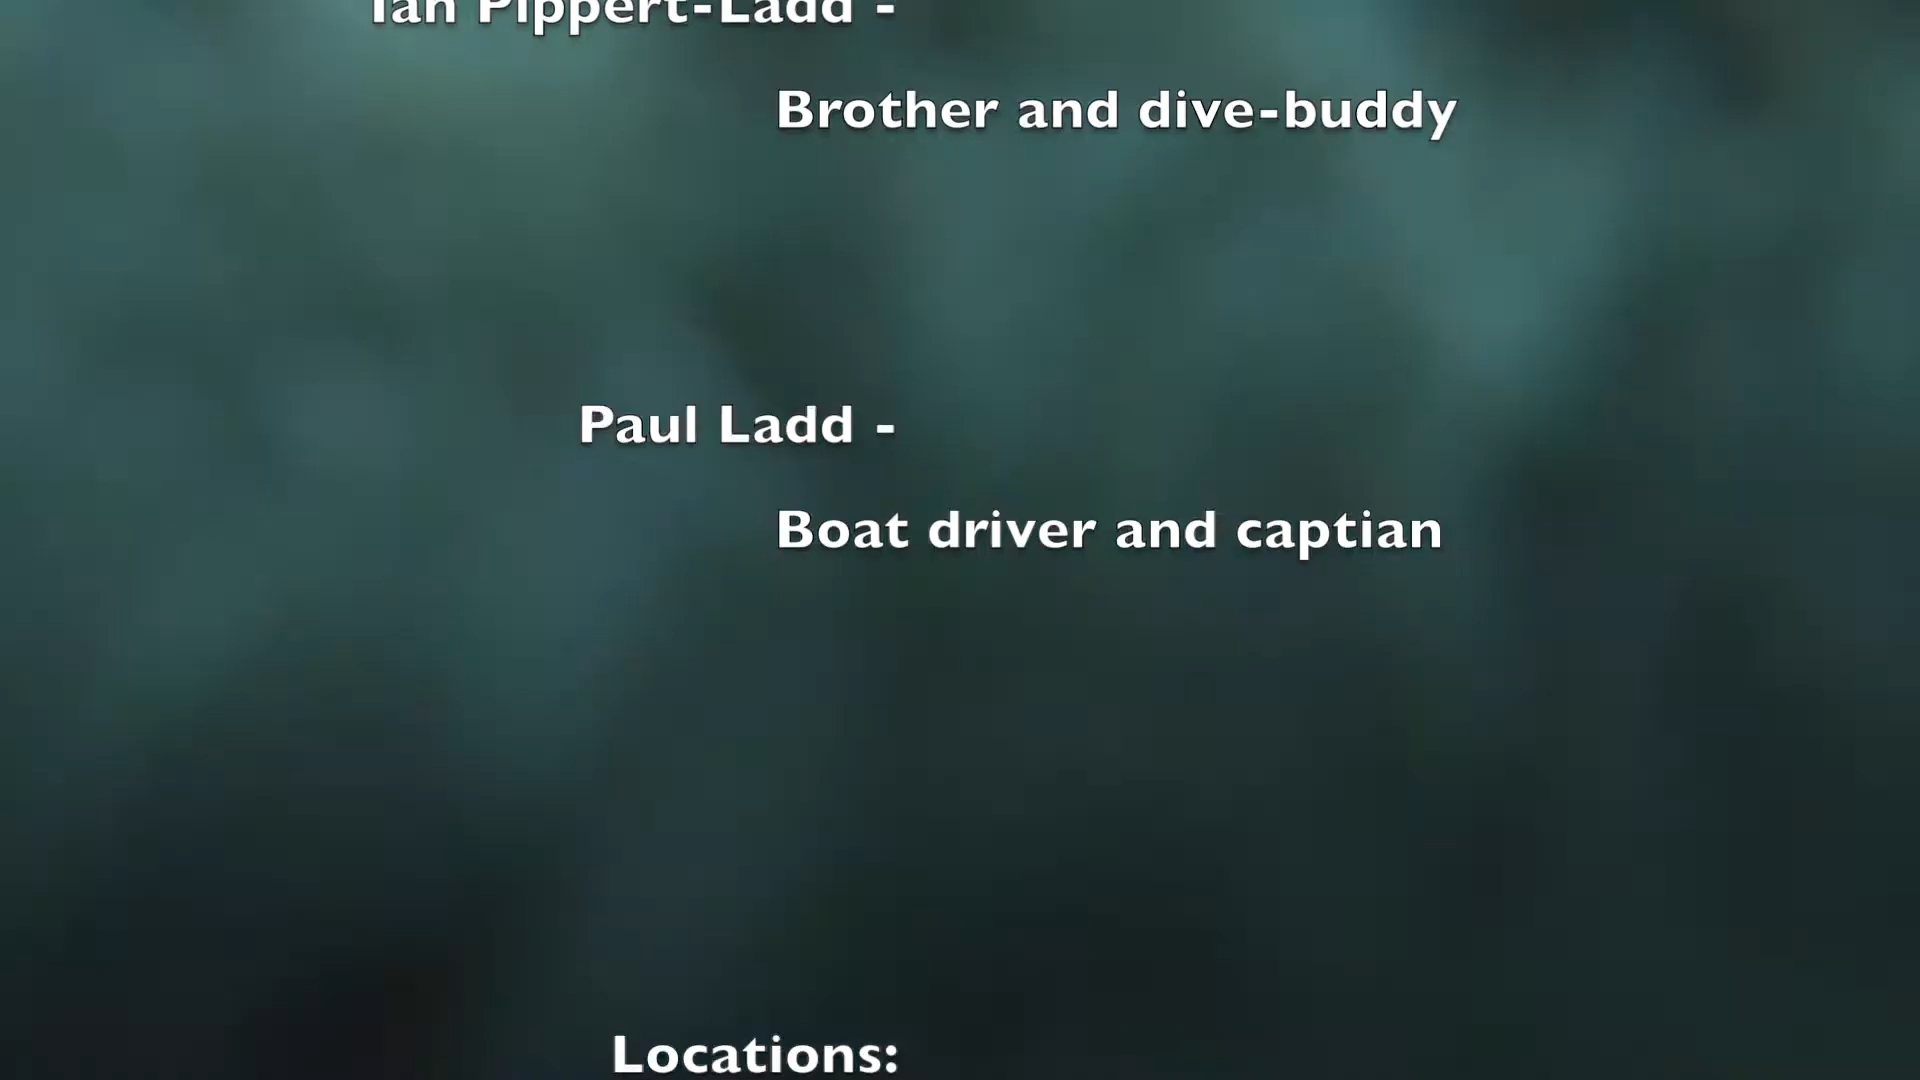 Ian Pippert-Ladd -
Brother and dive-buddy
Paul Ladd -
Boat driver and captian
Locations: